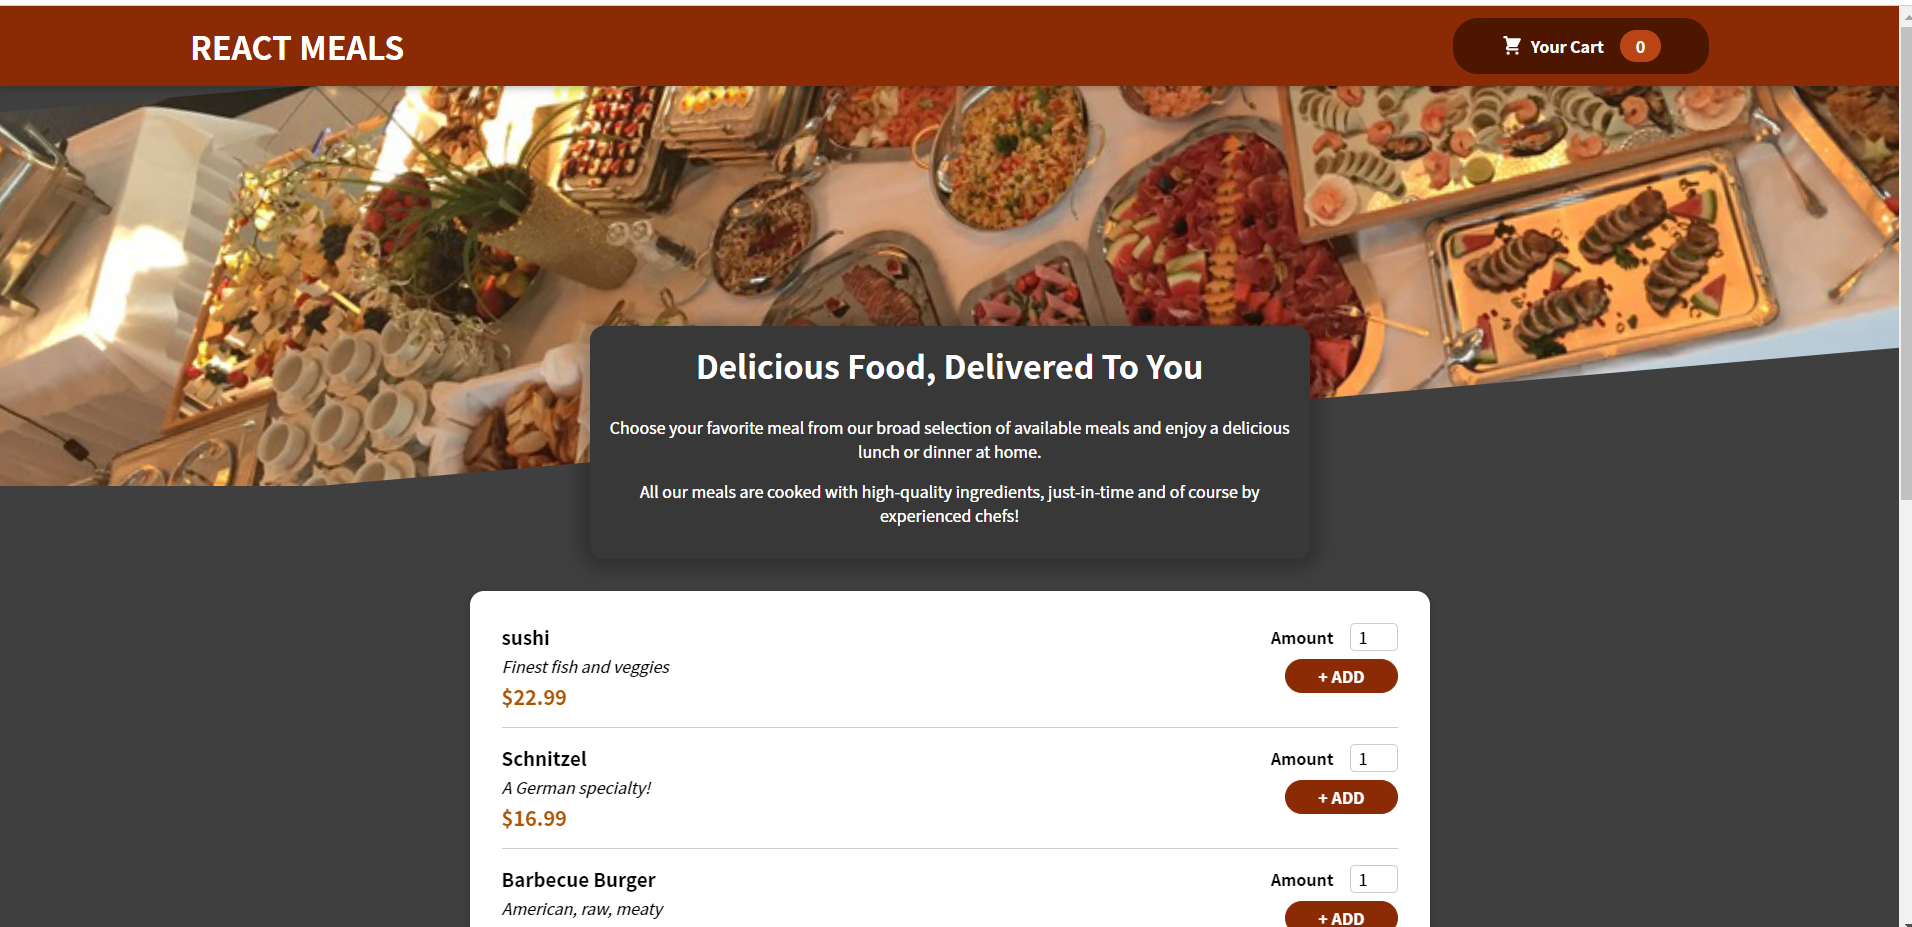 REACT MEALS
Your Cart 0
Delicious Food, Delivered To You
Choose your favorite meal from our broad selection of available meals and enjoy a delicious
lunch or dinner at home.
All our meals are cooked with high-quality ingredients, just-in-time and of course by
experienced chefs!
sushi
Amount 1
Finest fish and veggies
+ ADD
$22.99
Schnitzel
Amount 1
A German specialty!
+ ADD
$16.99
Barbecue Burger
Amount 1
American, raw, meaty
+ ADD